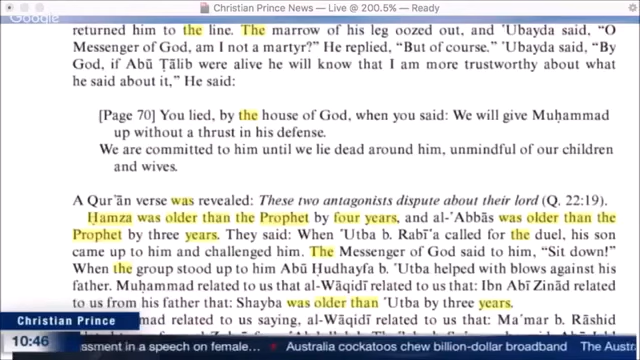 Christian Prince News — Live @ 200.5% — Ready
Google
returned him to the line. The marrow of his leg oozed out, and ʿUbayda said, “O
Messenger of God, am I not a martyr?” He replied, “But of course.” ʿUbayda said, “By
God, if Abū Ṭālib were alive he will know that I am more trustworthy about what
he said about it,” He said:
[Page 70] You lied, by the house of God, when you said: We will give Muḥammad
up without a thrust in his defense.
We are committed to him until we lie dead around him, unmindful of our children
and wives.
A Qurʾān verse was revealed: These two antagonists dispute about their lord (Q. 22:19).
Ḥamza was older than the Prophet by four years, and al-ʿAbbās was older than the
Prophet by three years. They said: When ʿUtba b. Rabīʿa called for the duel, his son
came up to him and challenged him. The Messenger of God said to him, “Sit down!”
When the group stood up to him Abū Ḥudhayfa b. ʿUtba helped with blows against his
father. Muḥammad related to us that al-Wāqidī related to us that: Ibn Abī Zinād related
to us from his father that: Shayba was older than ʿUtba by three years.
mad related to us saying, al-Wāqidī related to us that: Maʿmar b. Rāshid
Christian Prince
10:46
ssment in a speech on female... Australia cockatoos chew billion-dollar broadband The Austra